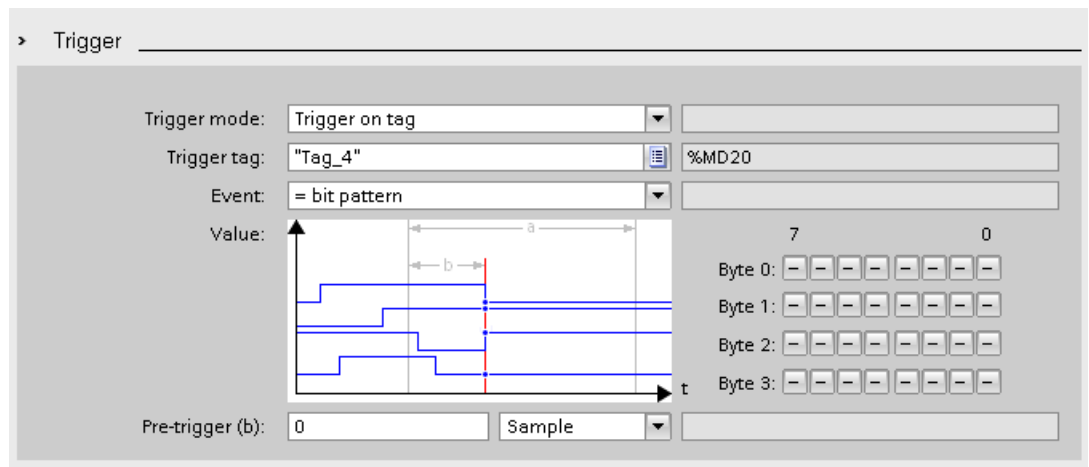 Trigger
Trigger mode: Trigger on tag
Trigger tag: "Tag_4" %MD20
Event: = bit pattern
Value: a
b
t
7 0
Byte 0: - - - - - - - -
Byte 1: - - - - - - - -
Byte 2: - - - - - - - -
Byte 3: - - - - - - - -
Pre-trigger (b): 0 Sample